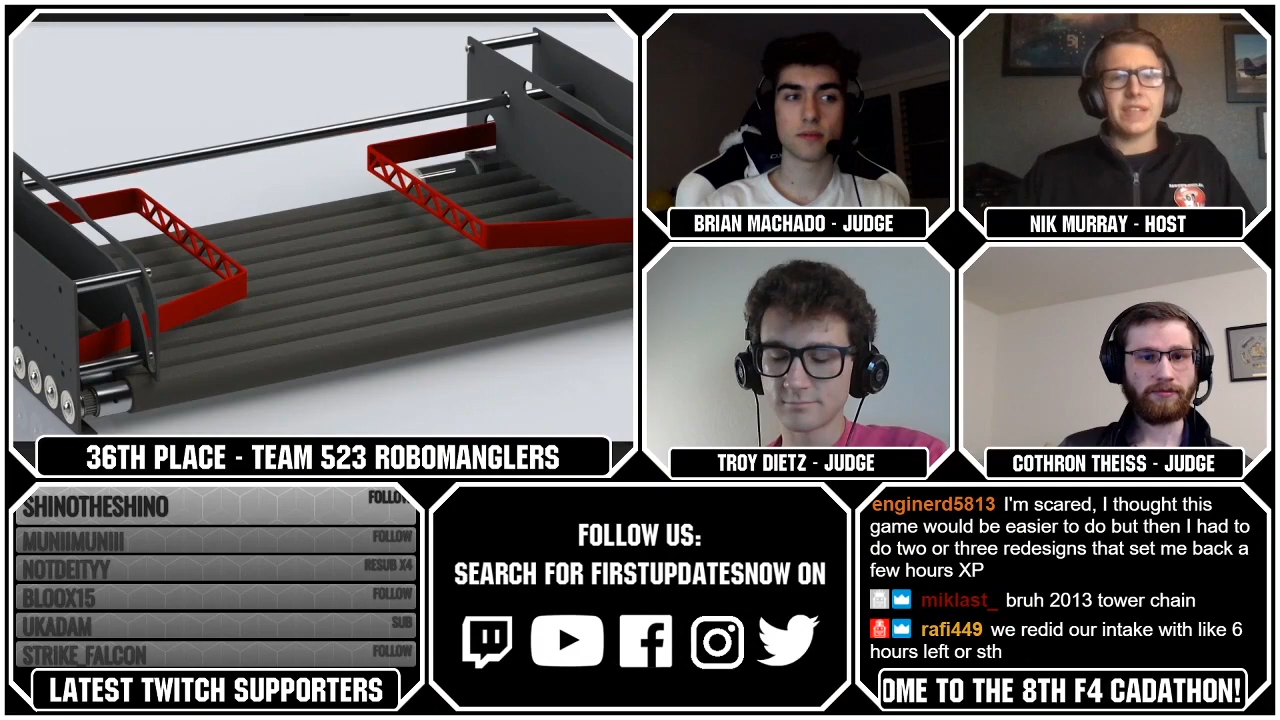 BRIAN MACHADO - JUDGE
NIK MURRAY - HOST
36TH PLACE - TEAM 523 ROBOMANGLERS
TROY DIETZ - JUDGE
COTHRON THEISS - JUDGE
SHINOTHESHINO FOLLOW
MUNIIMUNIII FOLLOW
NOTDEITYY RESUB X4
BLOOX15 FOLLOW
UKADAM SUB
STRIKE_FALCON FOLLOW
LATEST TWITCH SUPPORTERS
FOLLOW US:
SEARCH FOR FIRSTUPDATESNOW ON
enginerd5813 I'm scared, I thought this
game would be easier to do but then I had to
do two or three redesigns that set me back a
few hours XP
miklast_ bruh 2013 tower chain
rafi449 we redid our intake with like 6
hours left or sth
OME TO THE 8TH F4 CADATHON!